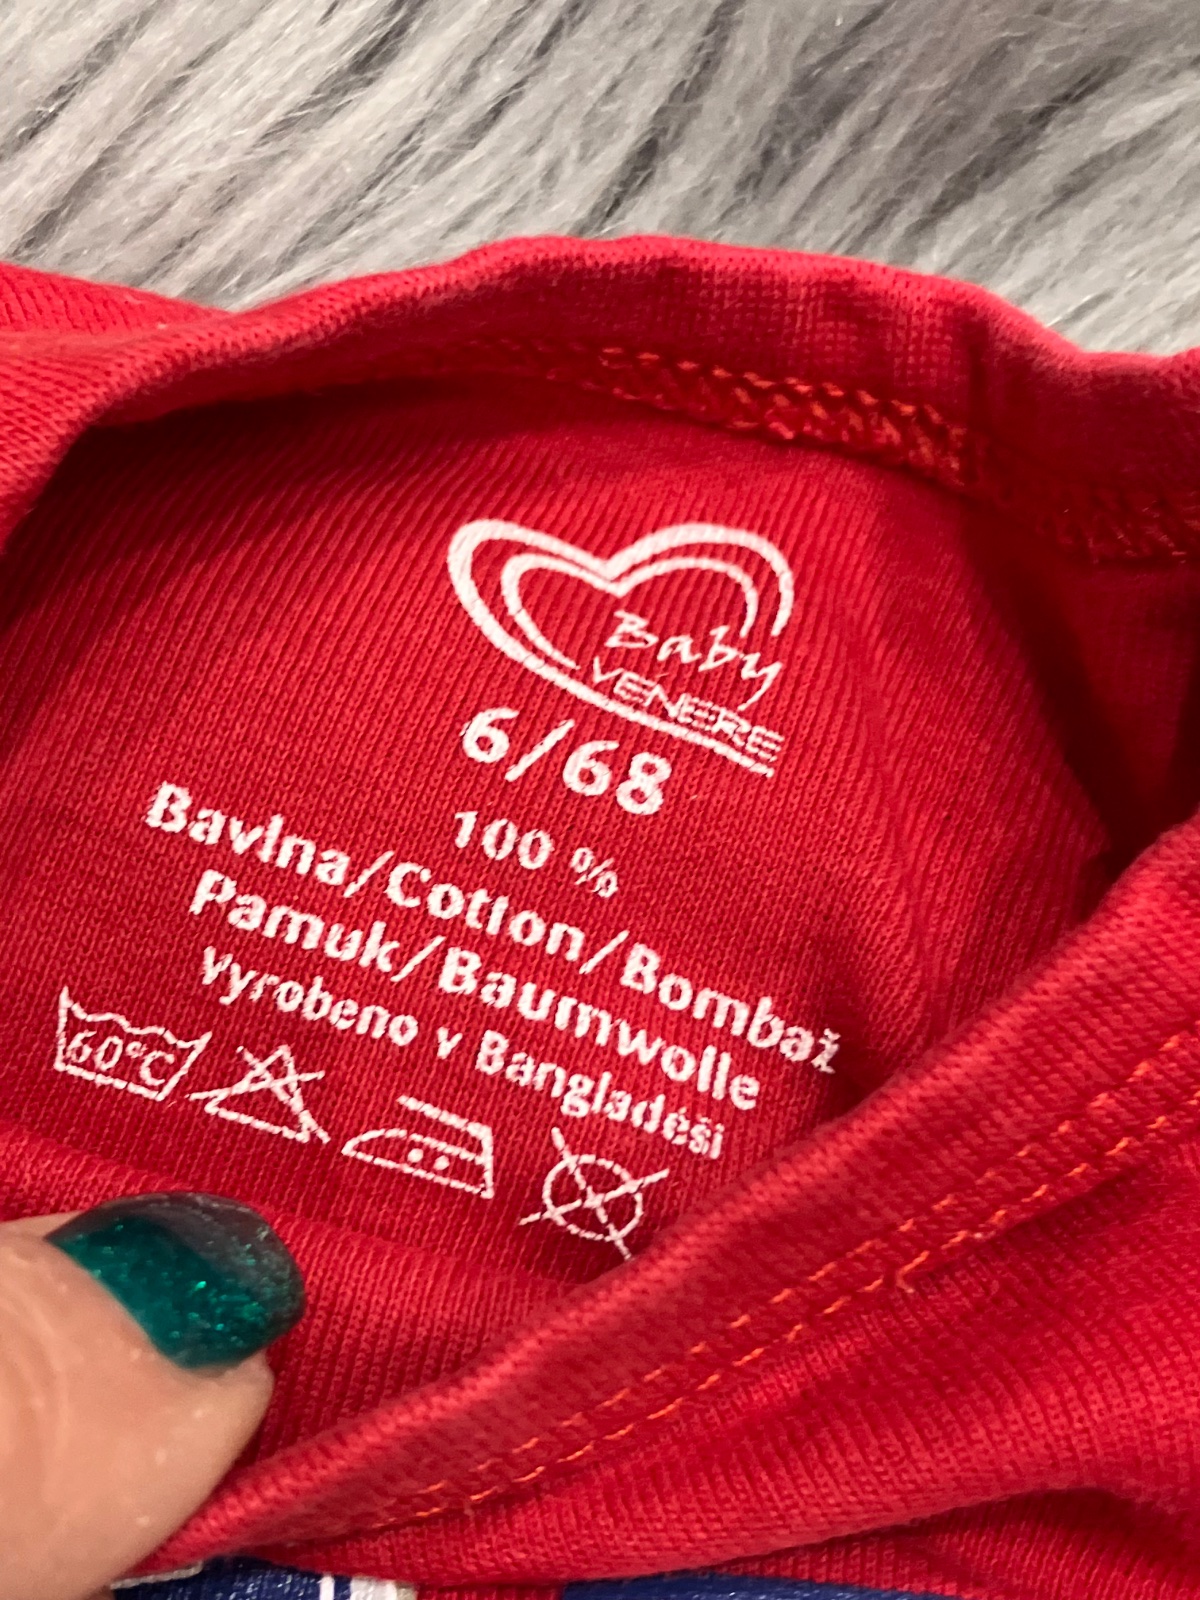 Baby
VENERE
6/68
100 %
Bavlna/Cotton/Bombaž
Pamuk/Baumwolle
Vyrobeno v Bangladéši
60°C